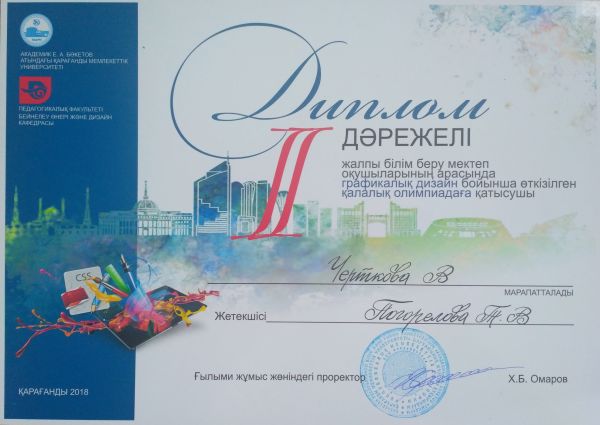 АКАДЕМИК Е. А. БӨКЕТОВ
АТЫНДАҒЫ ҚАРАҒАНДЫ МЕМЛЕКЕТТІК
УНИВЕРСИТЕТІ
ПЕДАГОГИКАЛЫҚ ФАКУЛЬТЕТІ
БЕЙНЕЛЕУ ӨНЕРІ ЖӘНЕ ДИЗАЙН
КАФЕДРАСЫ
Диплом
II ДӘРЕЖЕЛІ
жалпы білім беру мектеп
оқушыларының арасында
графикалық дизайн бойынша өткізілген
қалалық олимпиадаға қатысушы
CSS
Черткова В
МАРАПАТТАЛАДЫ
Жетекшісі Погорелова Т. В
Ғылыми жұмыс жөніндегі проректор Х.Б. Омаров
ҚАРАҒАНДЫ 2018